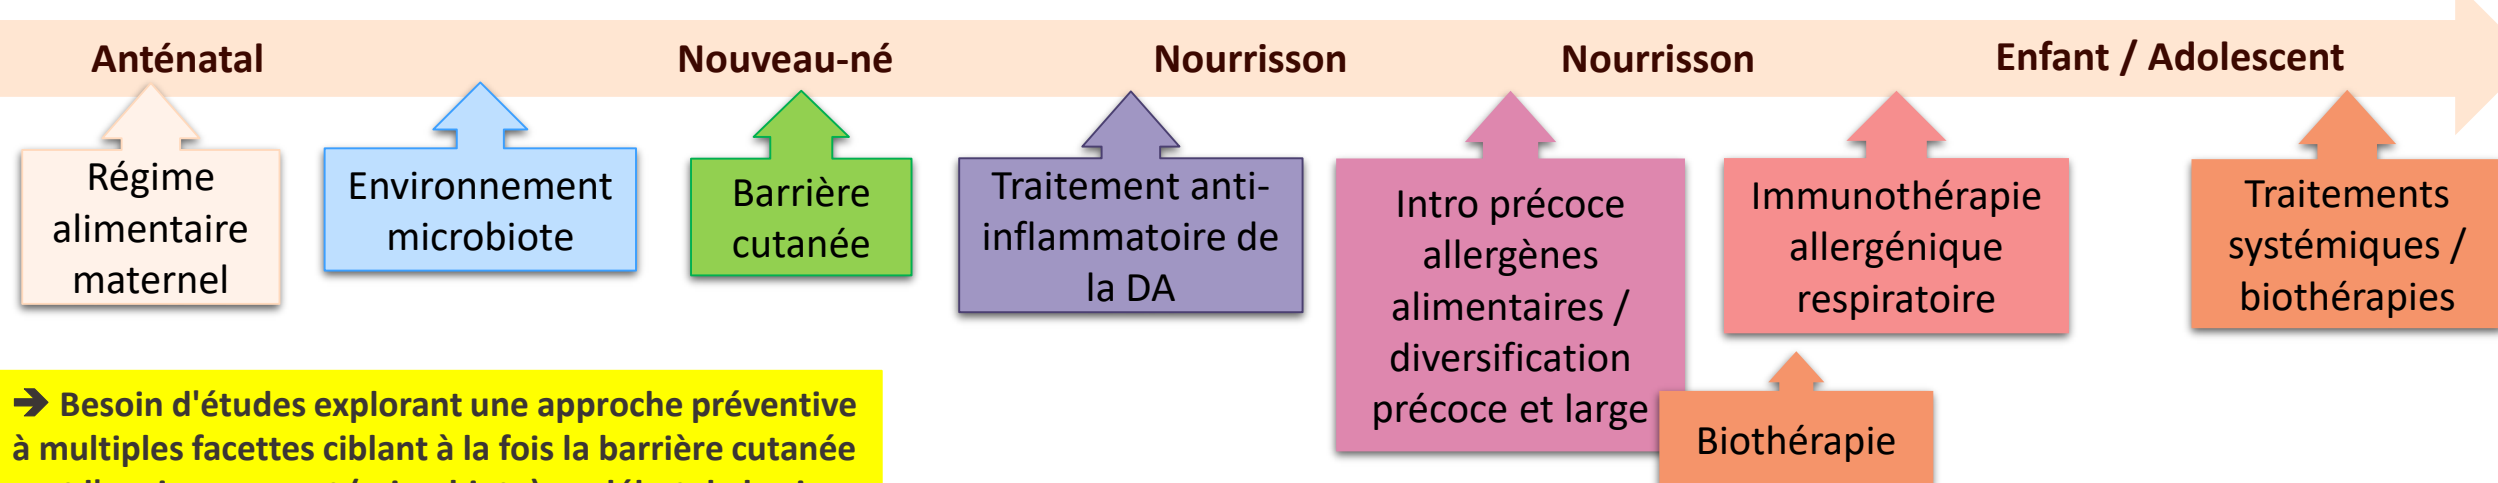 Anténatal
Nouveau-né
Nourrisson
Nourrisson
Enfant / Adolescent
Régime
alimentaire
maternel
Environnement
microbiote
Barrière
cutanée
Traitement anti-
inflammatoire de
la DA
Intro précoce
allergènes
alimentaires /
diversification
précoce et large
Immunothérapie
allergénique
respiratoire
Traitements
systémiques /
biothérapies
Biothérapie
➔ Besoin d'études explorant une approche préventive
à multiples facettes ciblant à la fois la barrière cutanée